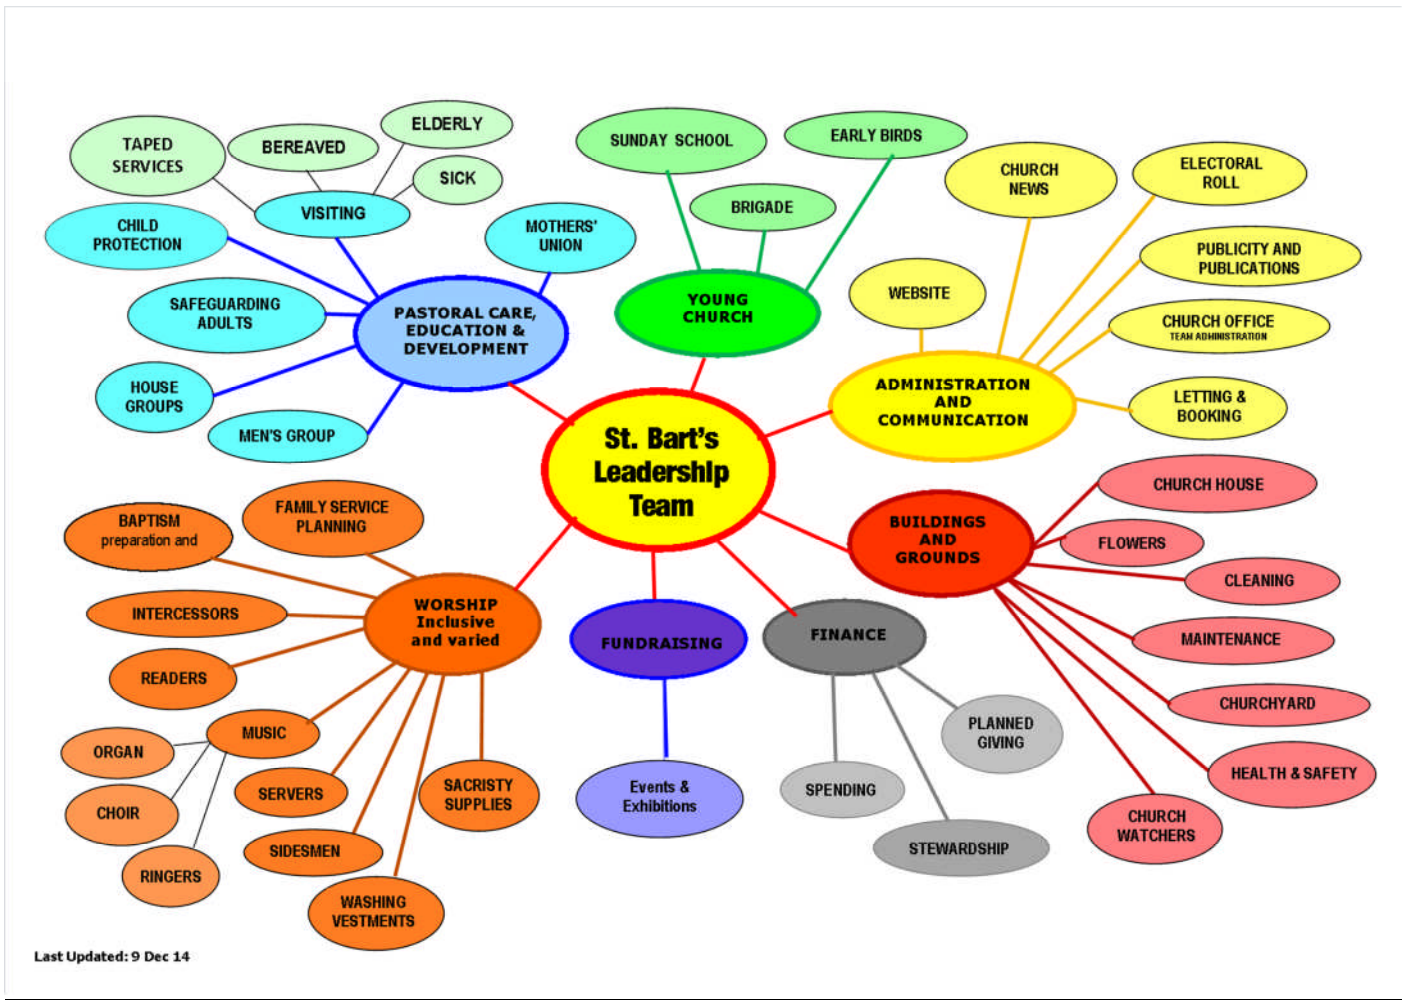 TAPED
SERVICES
BEREAVED
ELDERLY
SICK
VISITING
CHILD
PROTECTION
MOTHERS'
UNION
SAFEGUARDING
ADULTS
PASTORAL CARE,
EDUCATION &
DEVELOPMENT
HOUSE
GROUPS
MEN'S GROUP
SUNDAY SCHOOL
EARLY BIRDS
BRIGADE
YOUNG
CHURCH
CHURCH
NEWS
ELECTORAL
ROLL
WEBSITE
PUBLICITY AND
PUBLICATIONS
CHURCH OFFICE
TEAM ADMINISTRATION
ADMINISTRATION
AND
COMMUNICATION
LETTING &
BOOKING
St. Bart's
Leadership
Team
BAPTISM
preparation and
FAMILY SERVICE
PLANNING
INTERCESSORS
WORSHIP
Inclusive
and varied
READERS
MUSIC
ORGAN
CHOIR
RINGERS
SERVERS
SIDESMEN
WASHING
VESTMENTS
SACRISTY
SUPPLIES
FUNDRAISING
Events &
Exhibitions
FINANCE
PLANNED
GIVING
SPENDING
STEWARDSHIP
BUILDINGS
AND
GROUNDS
CHURCH HOUSE
FLOWERS
CLEANING
MAINTENANCE
CHURCHYARD
HEALTH & SAFETY
CHURCH
WATCHERS
Last Updated: 9 Dec 14